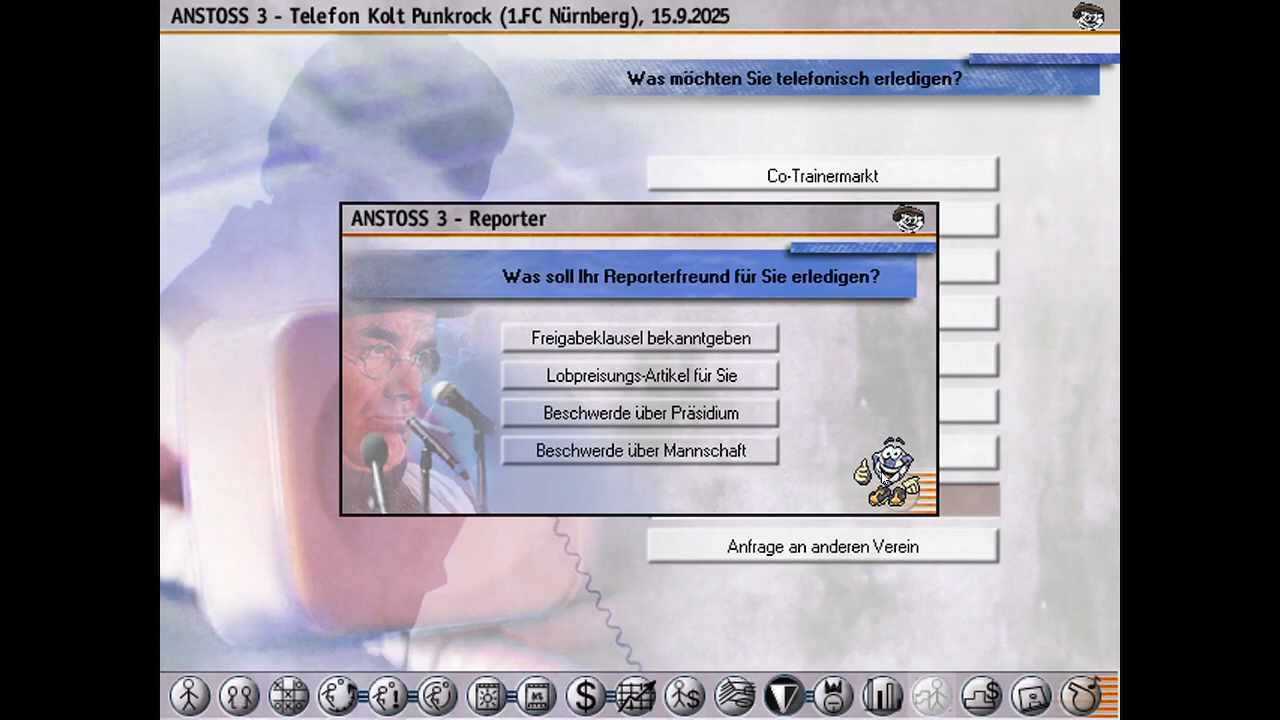 ANSTOSS 3 - Telefon Kolt Punkrock (1.FC Nürnberg), 15.9.2025
Was möchten Sie telefonisch erledigen?
Co-Trainermarkt
ANSTOSS 3 - Reporter
Was soll Ihr Reporterfreund für Sie erledigen?
Freigabeklausel bekanntgeben
Lobpreisungs-Artikel für Sie
Beschwerde über Präsidium
Beschwerde über Mannschaft
Anfrage an anderen Verein